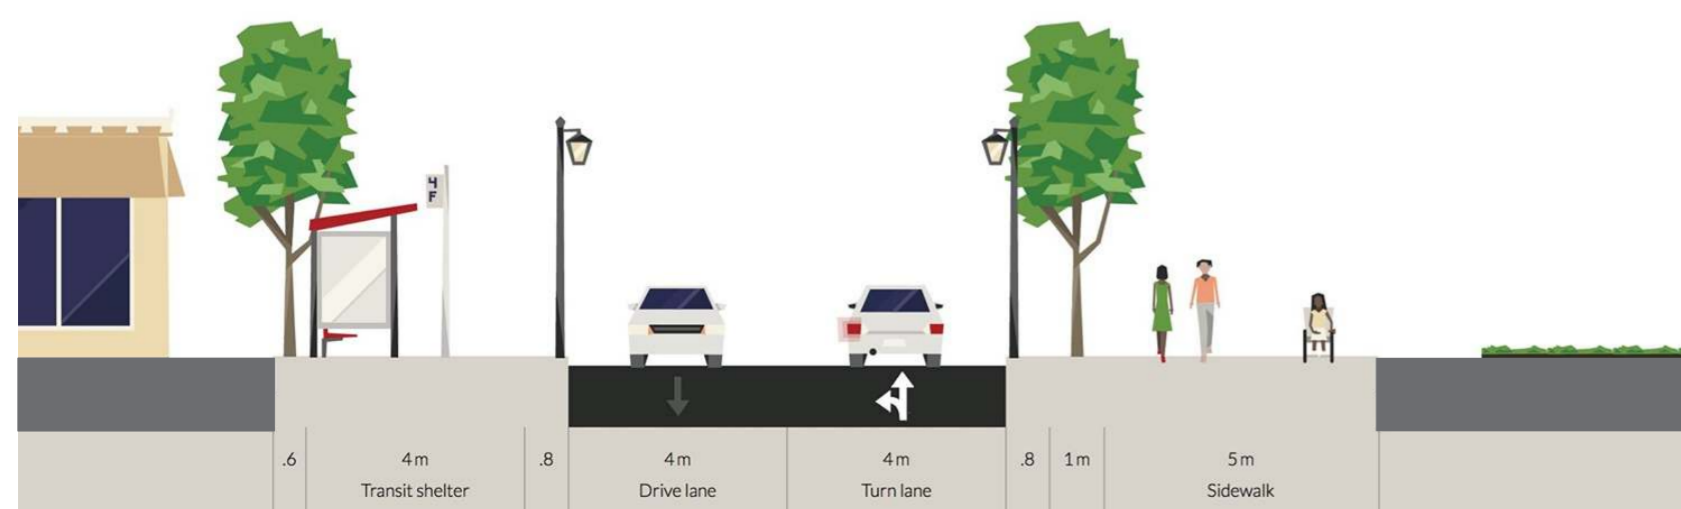 4
F
.6
4 m
.8
4 m
4 m
.8
1 m
5 m
Transit shelter
Drive lane
Turn lane
Sidewalk